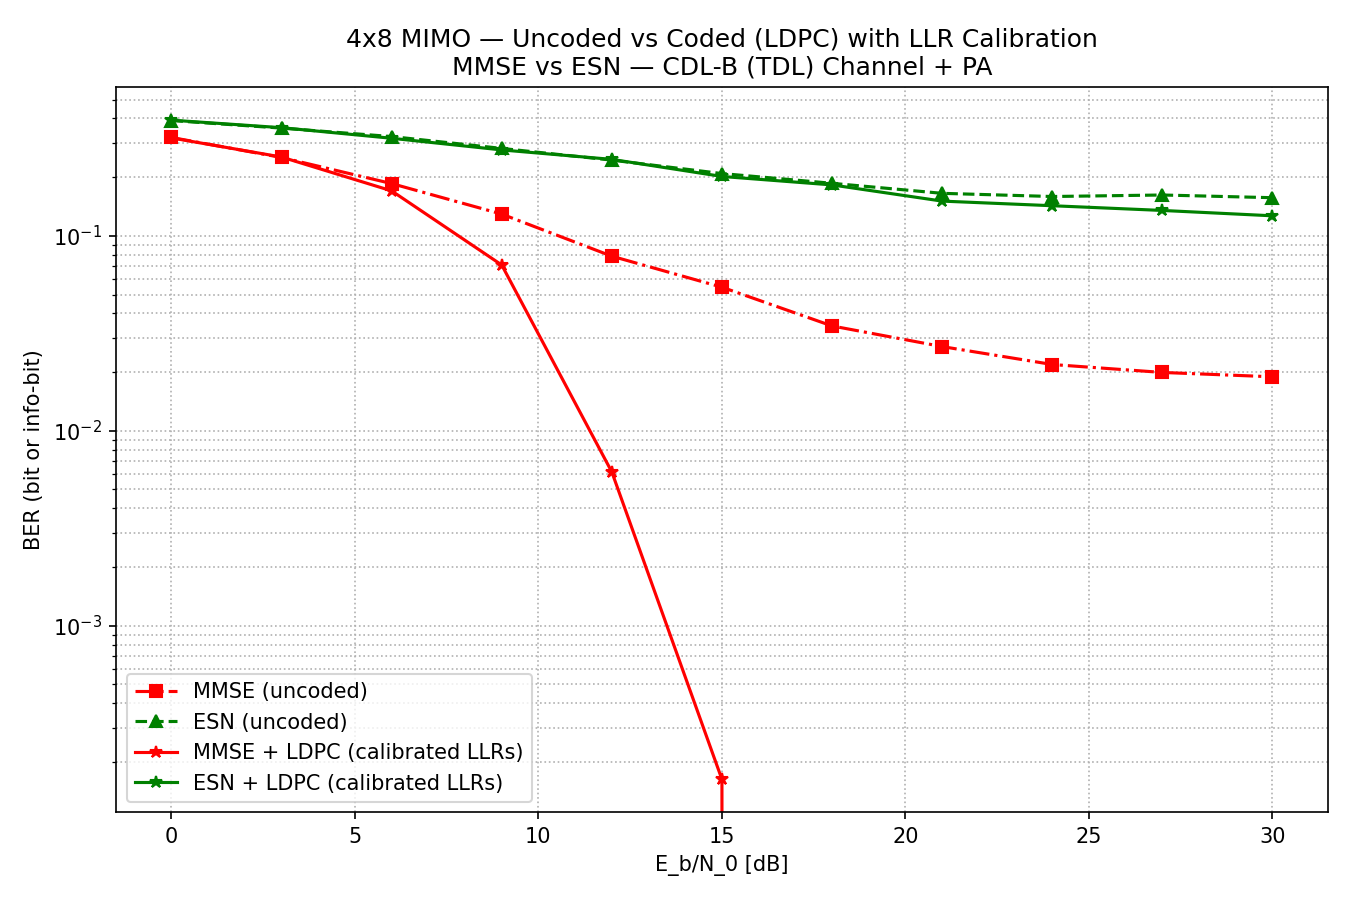 4x8 MIMO — Uncoded vs Coded (LDPC) with LLR Calibration
MMSE vs ESN — CDL-B (TDL) Channel + PA
BER (bit or info-bit)
10⁻¹
10⁻²
10⁻³
MMSE (uncoded)
ESN (uncoded)
MMSE + LDPC (calibrated LLRs)
ESN + LDPC (calibrated LLRs)
0 5 10 15 20 25 30
E_b/N_0 [dB]